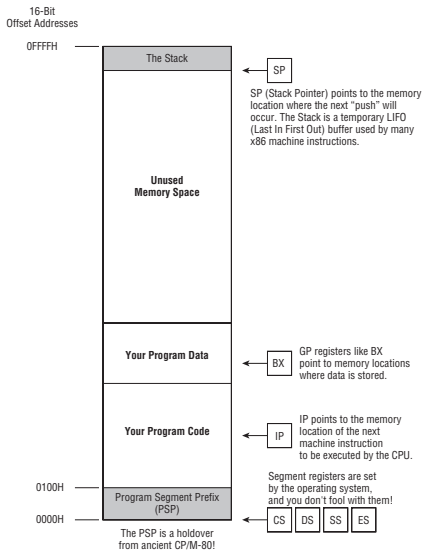 16-Bit
Offset Addresses
0FFFFH
The Stack
SP
SP (Stack Pointer) points to the memory
location where the next “push” will
occur. The Stack is a temporary LIFO
(Last In First Out) buffer used by many
x86 machine instructions.
Unused
Memory Space
Your Program Data
BX
GP registers like BX
point to memory locations
where data is stored.
Your Program Code
IP
IP points to the memory
location of the next
machine instruction
to be executed by the CPU.
0100H
Program Segment Prefix
(PSP)
0000H
Segment registers are set
by the operating system,
and you don't fool with them!
CS DS SS ES
The PSP is a holdover
from ancient CP/M-80!